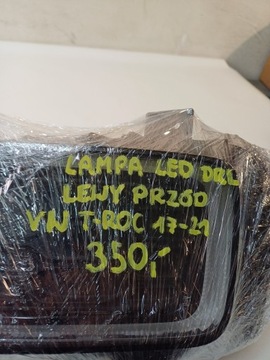 LAMPA LED DRL
LEWY PRZÓD
VW T-ROC 17-21
350,-